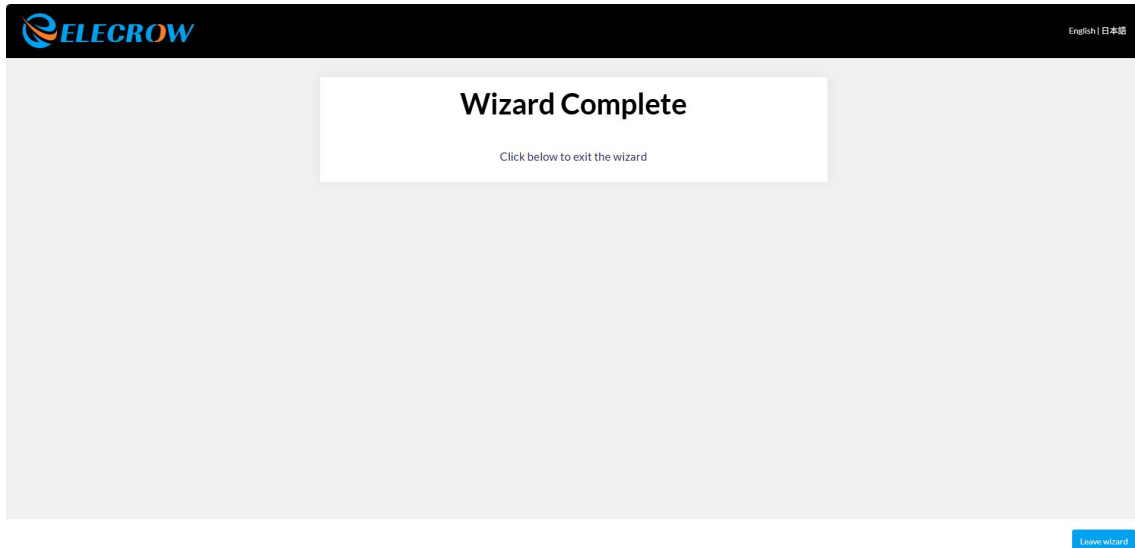 ELECROW
English | 日本語
Wizard Complete
Click below to exit the wizard
Leave wizard